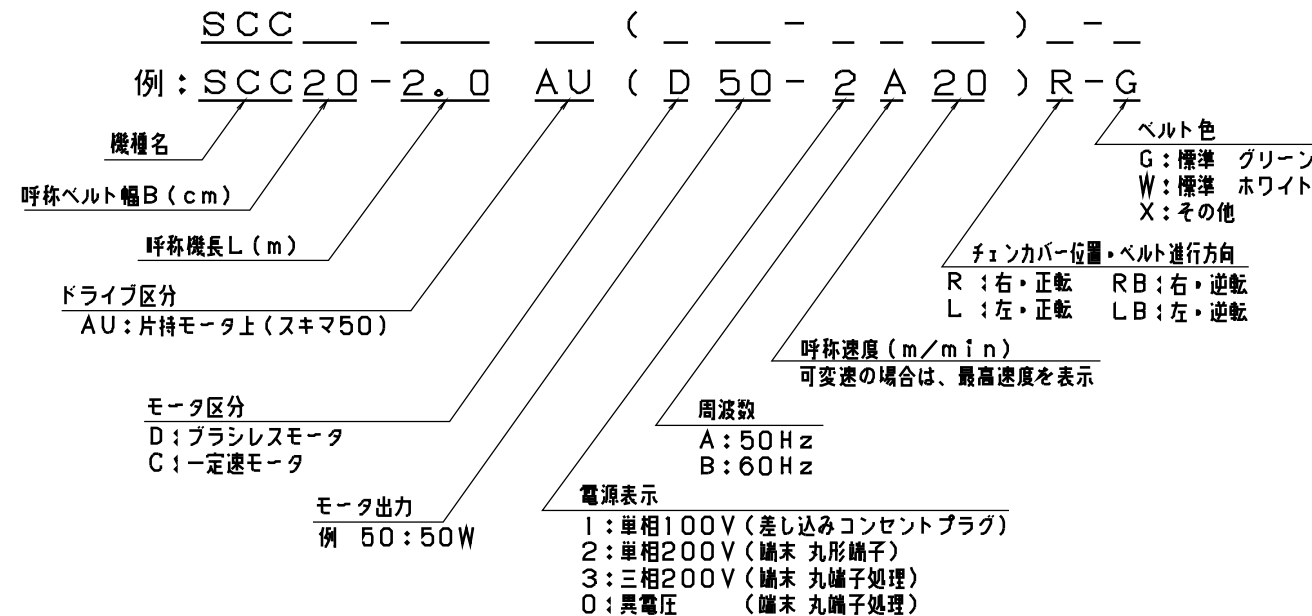 SCC__-___ __(_ __-_ _ __)_-_
例:SCC20-2.0 AU(D50-2A20)R-G
機種名
呼称ベルト幅B(cm)
呼称機長L(m)
ドライブ区分
AU:片持モータ上(スキマ50)
モータ区分
D:ブラシレスモータ
C:一定速モータ
モータ出力
例 50:50W
電源表示
1:単相100V(差し込みコンセントプラグ)
2:単相200V(端末 丸形端子)
3:三相200V(端末 丸端子処理)
0:異電圧 (端末 丸端子処理)
周波数
A:50Hz
B:60Hz
呼称速度(m/min)
可変速の場合は、最高速度を表示
チェンカバー位置・ベルト進行方向
R:右・正転 RB:右・逆転
L:左・正転 LB:左・逆転
ベルト色
G:標準 グリーン
W:標準 ホワイト
X:その他